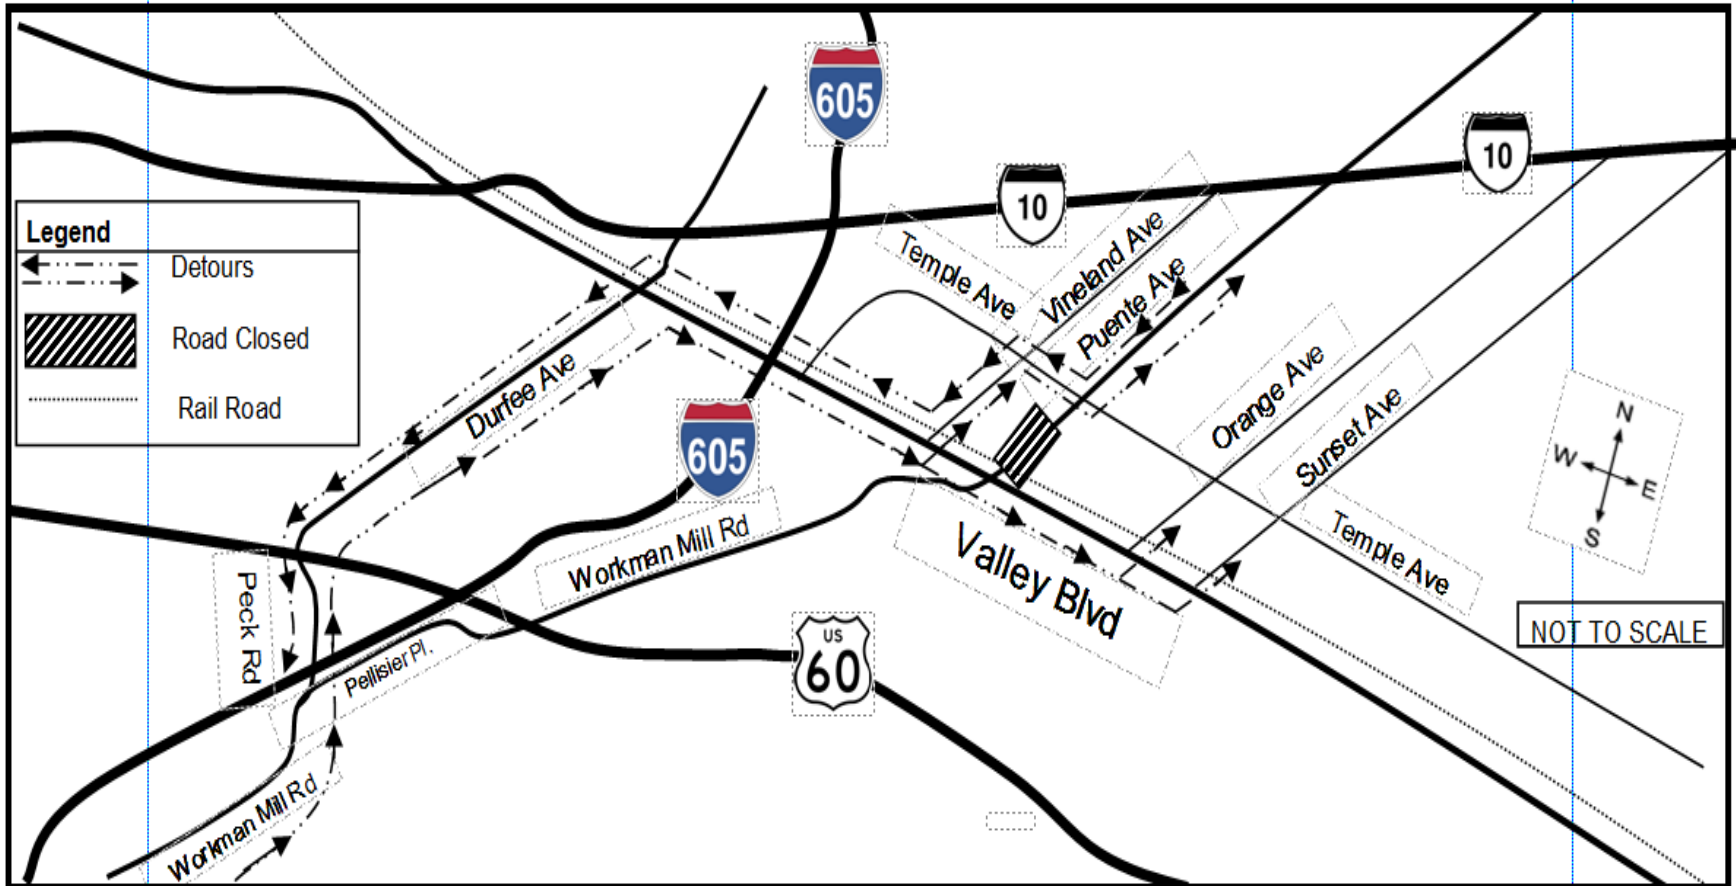 605
10
10
Temple Ave
Vineland Ave
Puente Ave
Legend
Detours
Road Closed
Rail Road
Durfee Ave
Orange Ave
Sunset Ave
N
W
E
S
605
Workman Mill Rd
Valley Blvd
Temple Ave
Peck Rd
Pellisier Pl.
US
60
NOT TO SCALE
Workman Mill Rd